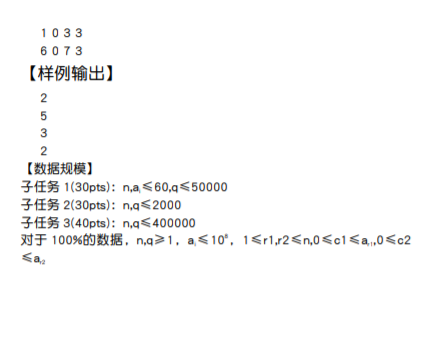 1 0 3 3
6 0 7 3
【样例输出】
2
5
3
2
【数据规模】
子任务 1(30pts)：n,aᵢ≤60,q≤50000
子任务 2(30pts)：n,q≤2000
子任务 3(40pts)：n,q≤400000
对于 100%的数据，n,q≥1，aᵢ≤10⁸，1≤r1,r2≤n,0≤c1≤aᵣ₁,0≤c2
≤aᵣ₂